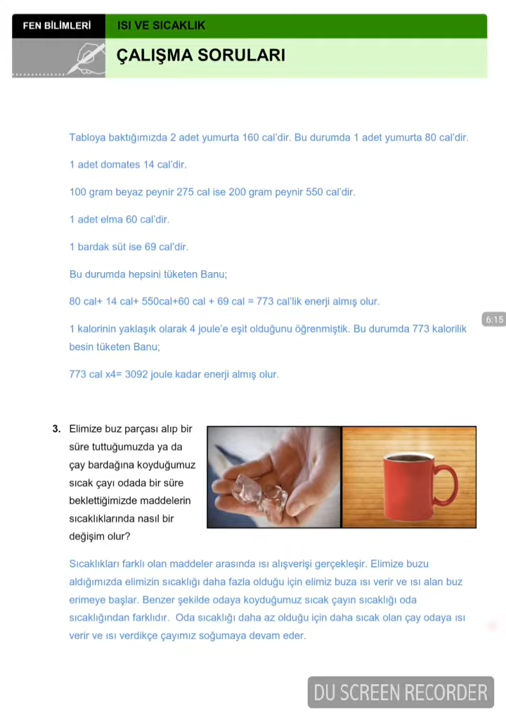 FEN BİLİMLERİ
ISI VE SICAKLIK
ÇALIŞMA SORULARI
Tabloya baktığımızda 2 adet yumurta 160 cal’dir. Bu durumda 1 adet yumurta 80 cal’dir.
1 adet domates 14 cal’dir.
100 gram beyaz peynir 275 cal ise 200 gram peynir 550 cal’dir.
1 adet elma 60 cal’dir.
1 bardak süt ise 69 cal’dir.
Bu durumda hepsini tüketen Banu;
80 cal+ 14 cal+ 550cal+60 cal + 69 cal = 773 cal’lik enerji almış olur.
1 kalorinin yaklaşık olarak 4 joule’e eşit olduğunu öğrenmiştik. Bu durumda 773 kalorilik
besin tüketen Banu;
773 cal x4= 3092 joule kadar enerji almış olur.
6:15
3. Elimize buz parçası alıp bir
süre tuttuğumuzda ya da
çay bardağına koyduğumuz
sıcak çayı odada bir süre
beklettiğimizde maddelerin
sıcaklıklarında nasıl bir
değişim olur?
Sıcaklıkları farklı olan maddeler arasında ısı alışverişi gerçekleşir. Elimize buzu
aldığımızda elimizin sıcaklığı daha fazla olduğu için elimiz buza ısı verir ve ısı alan buz
erimeye başlar. Benzer şekilde odaya koyduğumuz sıcak çayın sıcaklığı oda
sıcaklığından farklıdır. Oda sıcaklığı daha az olduğu için daha sıcak olan çay odaya ısı
verir ve ısı verdikçe çayımız soğumaya devam eder.
DU SCREEN RECORDER